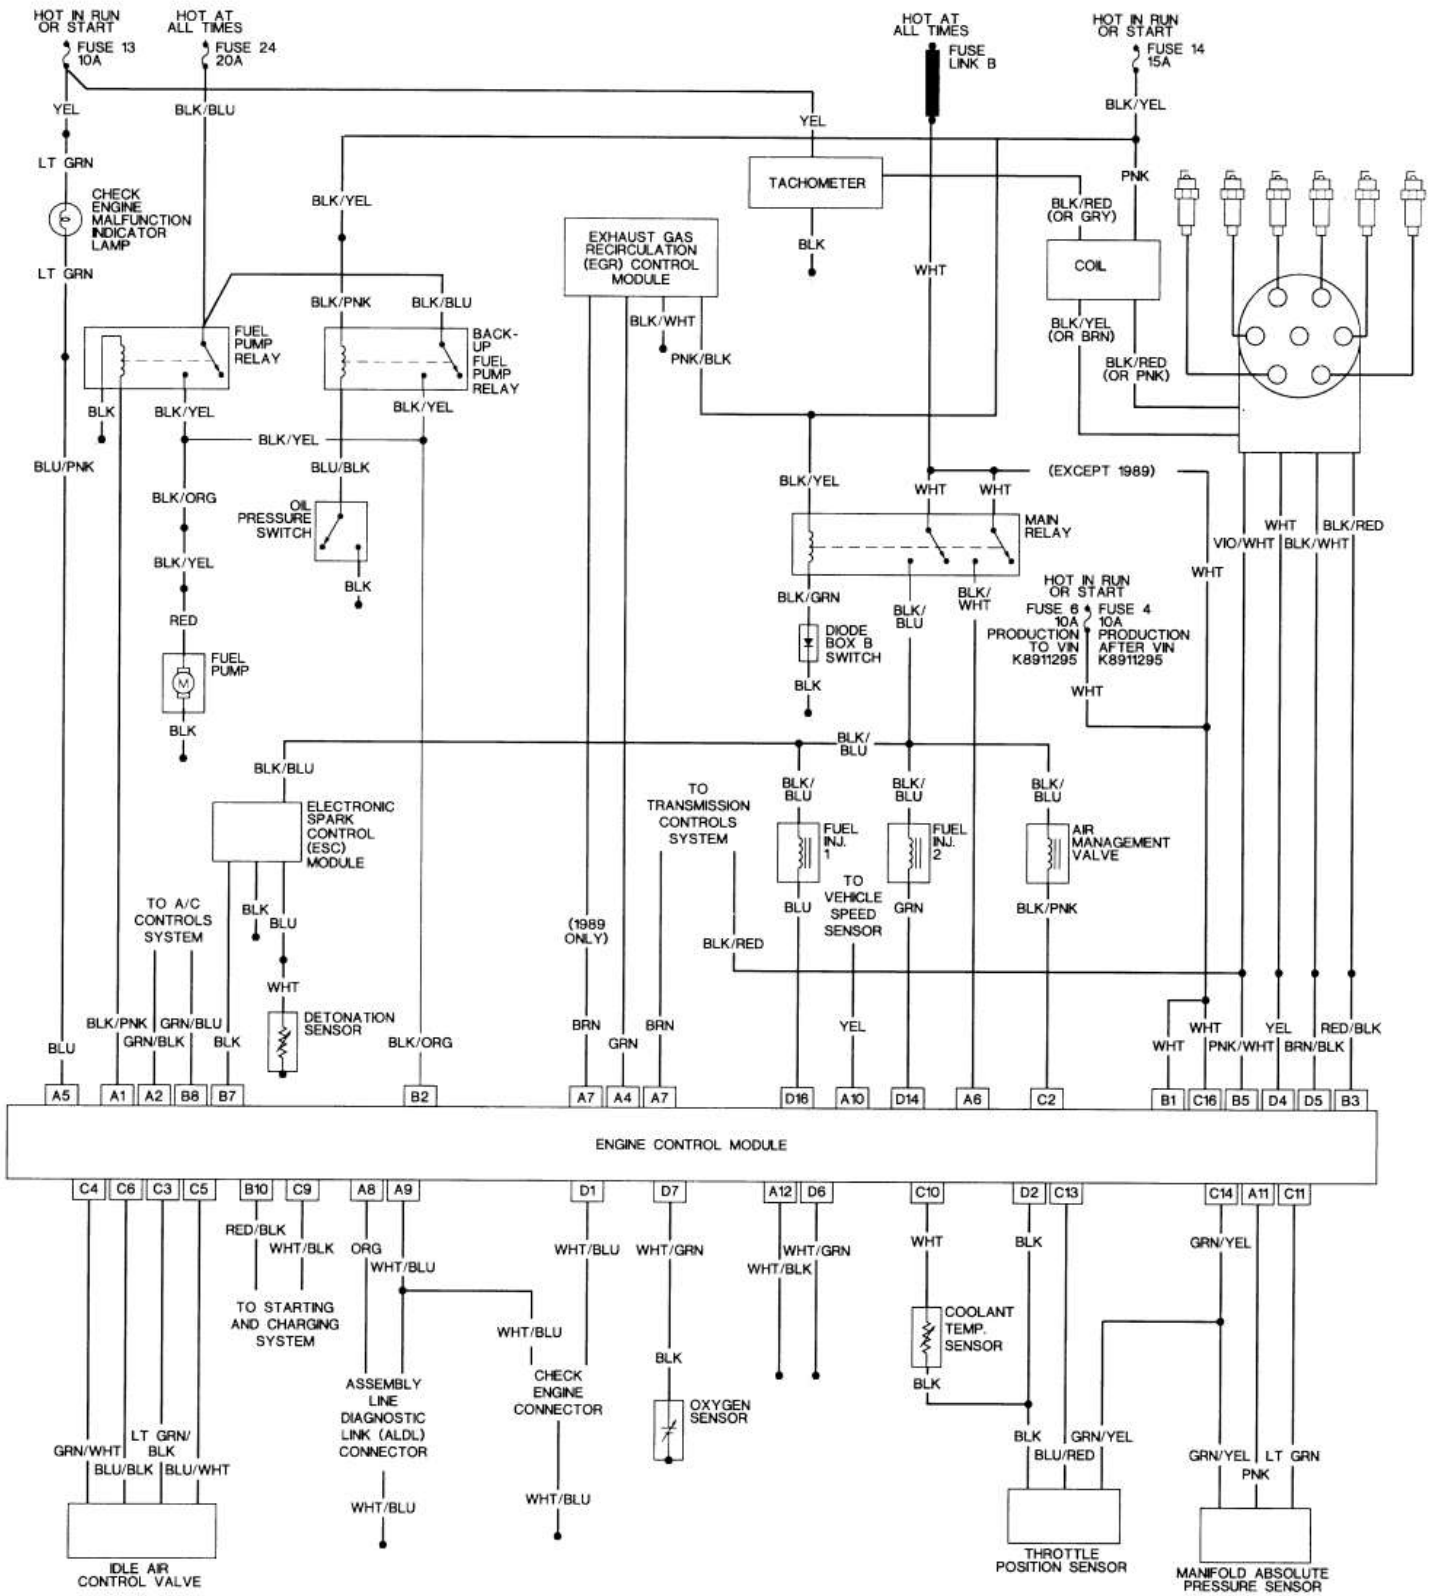 HOT IN RUN
OR START
FUSE 13
10A
HOT AT
ALL TIMES
FUSE 24
20A
HOT AT
ALL TIMES
FUSE
LINK B
HOT IN RUN
OR START
FUSE 14
15A
YEL
BLK/BLU
YEL
BLK/YEL
LT GRN
CHECK
ENGINE
MALFUNCTION
INDICATOR
LAMP
LT GRN
BLK/YEL
TACHOMETER
BLK
PNK
BLK/RED
(OR GRY)
COIL
BLK/YEL
(OR BRN)
BLK/RED
(OR PNK)
EXHAUST GAS
RECIRCULATION
(EGR) CONTROL
MODULE
WHT
BLK/PNK
BLK/BLU
BLK/WHT
PNK/BLK
FUEL
PUMP
RELAY
BACK-
UP
FUEL
PUMP
RELAY
BLK
BLK/YEL
BLK/YEL
BLK/YEL
BLU/PNK
BLU/BLK
BLK/ORG
OIL
PRESSURE
SWITCH
BLK
BLK/YEL
RED
FUEL
PUMP
M
BLK
BLK/YEL
WHT
WHT
(EXCEPT 1989)
MAIN
RELAY
WHT
VIO/WHT
WHT
BLK/WHT
BLK/RED
BLK/GRN
BLK/
BLU
BLK/
WHT
DIODE
BOX B
SWITCH
BLK
HOT IN RUN
OR START
FUSE 6
10A
PRODUCTION
TO VIN
K8911295
FUSE 4
10A
PRODUCTION
AFTER VIN
K8911295
WHT
BLK/BLU
BLK/
BLU
ELECTRONIC
SPARK
CONTROL
(ESC)
MODULE
TO
TRANSMISSION
CONTROLS
SYSTEM
BLK/
BLU
BLK/
BLU
BLK/
BLU
FUEL
INJ.
1
FUEL
INJ.
2
AIR
MANAGEMENT
VALVE
TO
VEHICLE
SPEED
SENSOR
BLU
GRN
BLK/PNK
TO A/C
CONTROLS
SYSTEM
BLK
BLU
WHT
DETONATION
SENSOR
(1989
ONLY)
BLK/RED
BLU
BLK/PNK
GRN/BLK
GRN/BLU
BLK
BLK/ORG
BRN
GRN
BRN
YEL
WHT
WHT
PNK/WHT
YEL
BRN/BLK
RED/BLK
A5 A1 A2 B8 B7 B2 A7 A4 A7 D16 A10 D14 A6 C2 B1 C16 B5 D4 D5 B3
ENGINE CONTROL MODULE
C4 C6 C3 C5 B10 C9 A8 A9 D1 D7 A12 D6 C10 D2 C13 C14 A11 C11
RED/BLK
WHT/BLK
ORG
WHT/BLU
WHT/BLU
WHT/GRN
WHT/BLK
WHT/GRN
WHT
BLK
GRN/YEL
TO STARTING
AND CHARGING
SYSTEM
WHT/BLU
COOLANT
TEMP.
SENSOR
BLK
BLK
ASSEMBLY
LINE
DIAGNOSTIC
LINK (ALDL)
CONNECTOR
CHECK
ENGINE
CONNECTOR
OXYGEN
SENSOR
GRN/WHT
BLU/BLK
LT GRN/
BLK
BLU/WHT
BLK
BLU/RED
GRN/YEL
GRN/YEL
PNK
LT GRN
WHT/BLU
WHT/BLU
IDLE AIR
CONTROL VALVE
THROTTLE
POSITION SENSOR
MANIFOLD ABSOLUTE
PRESSURE SENSOR